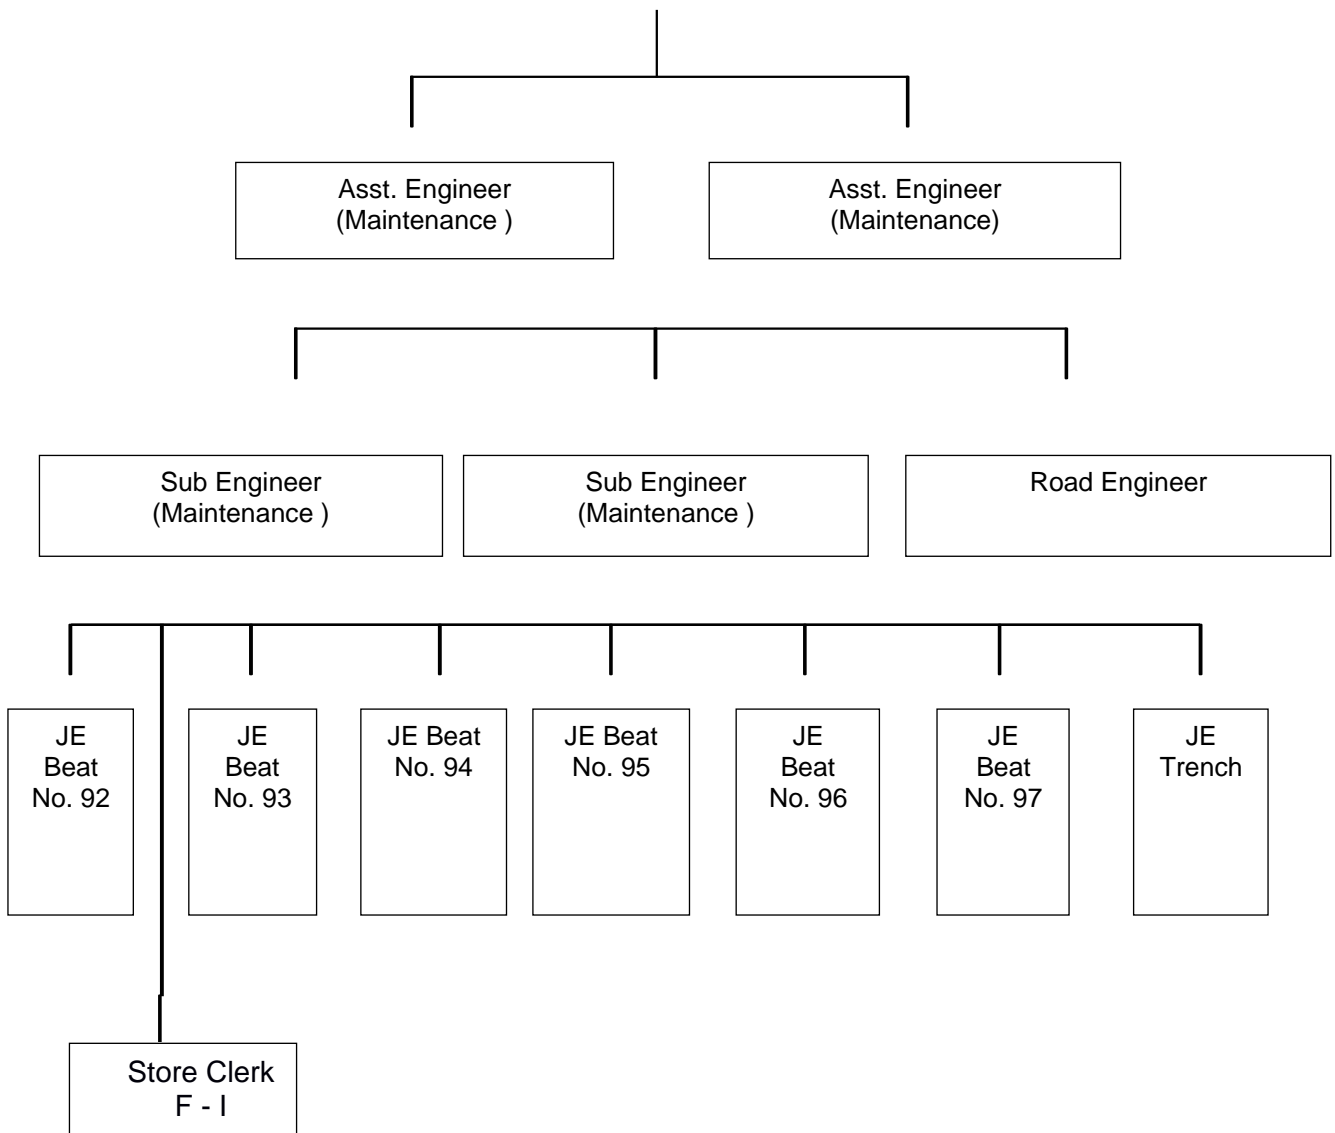 Asst. Engineer
(Maintenance )
Asst. Engineer
(Maintenance)
Sub Engineer
(Maintenance )
Sub Engineer
(Maintenance )
Road Engineer
JE
Beat
No. 92
JE
Beat
No. 93
JE Beat
No. 94
JE Beat
No. 95
JE
Beat
No. 96
JE
Beat
No. 97
JE
Trench
Store Clerk
F - I